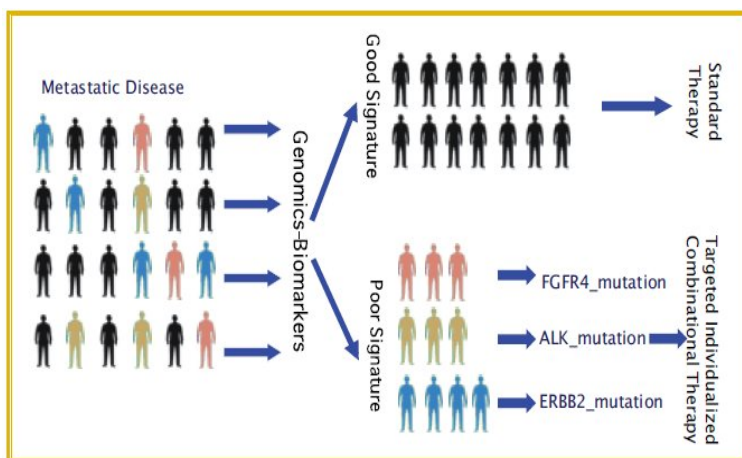 Metastatic Disease
Genomics-Biomarkers
Good Signature
Standard
Therapy
Poor Signature
FGFR4_mutation
ALK_mutation
ERBB2_mutation
Targeted Individualized
Combinational Therapy